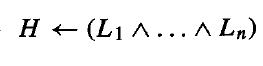 H ← (L₁ ∧ ... ∧ Lₙ)